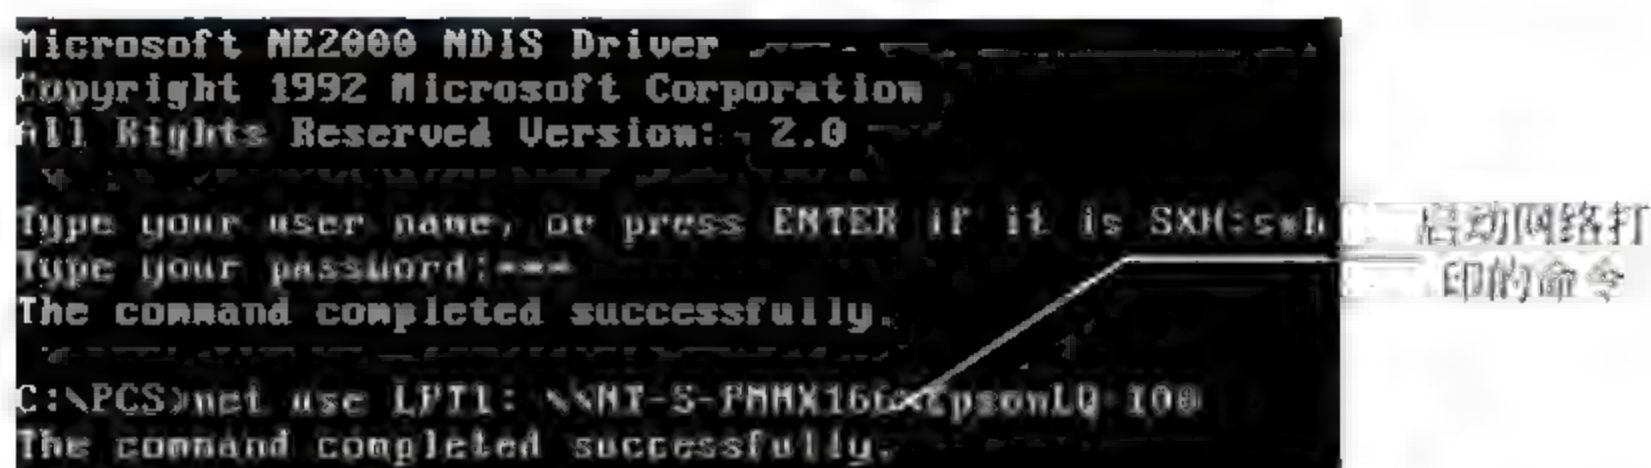 Microsoft NE2000 NDIS Driver
Copyright 1992 Microsoft Corporation
All Rights Reserved Version: 2.0
Type your user name, or press ENTER if it is SXH:sxh
Type your password:***
The command completed successfully.
C:\PCS>net use LPT1: \\NT-S-PMMX166\EpsonLQ-100
The command completed successfully.
启动网络打
印的命令